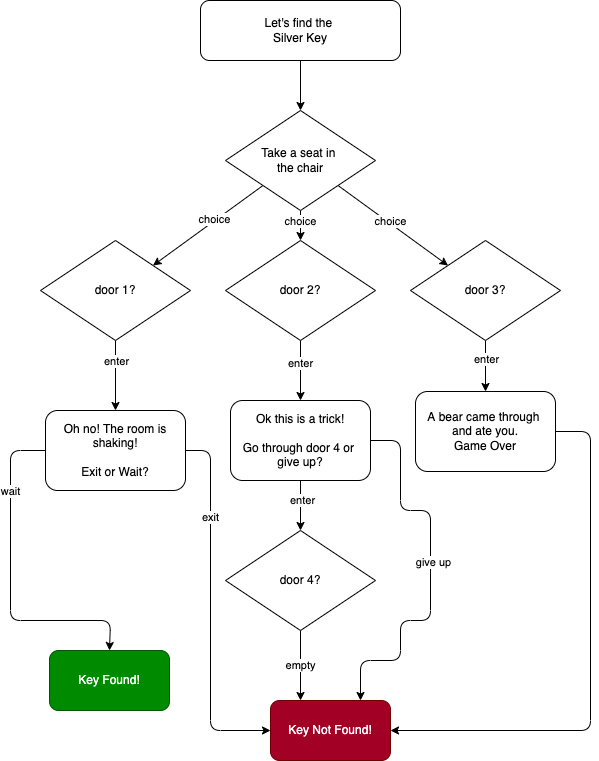 Let's find the
Silver Key
Take a seat in
the chair
choice
choice
choice
door 1?
door 2?
door 3?
enter
enter
enter
Oh no! The room is
shaking!
Exit or Wait?
Ok this is a trick!
Go through door 4 or
give up?
A bear came through
and ate you.
Game Over
wait
exit
enter
give up
door 4?
empty
Key Found!
Key Not Found!